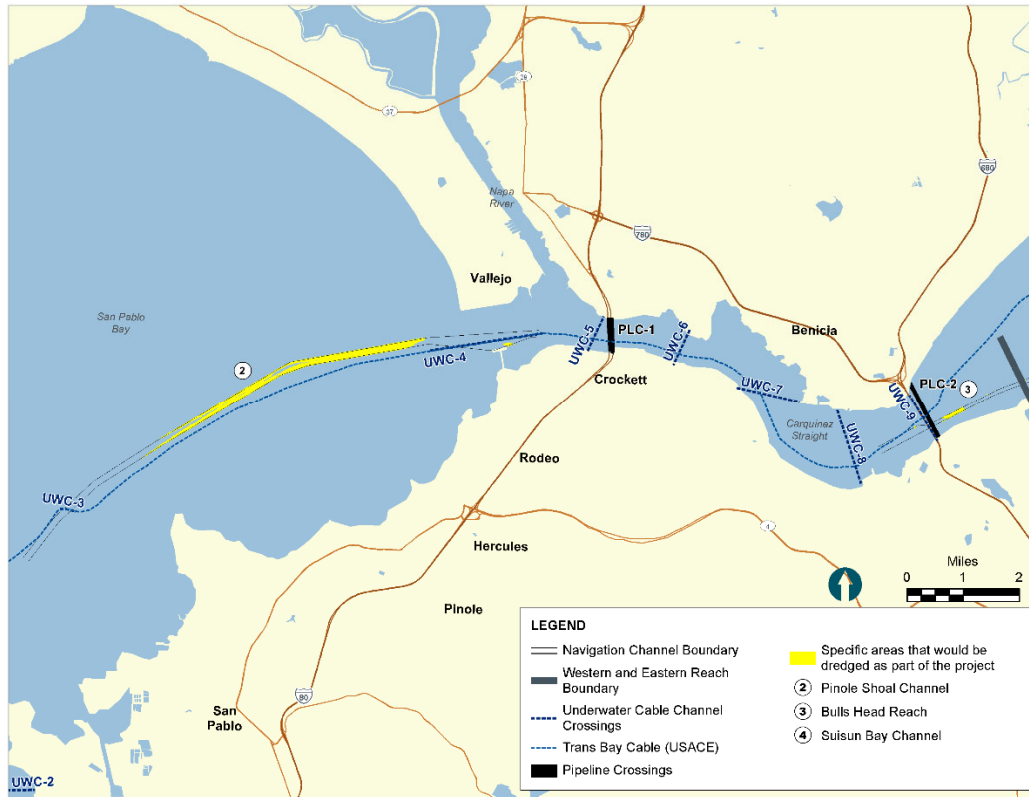 37
29
680
Napa
River
780
Vallejo
San Pablo
Bay
UWC-5
PLC-1
UWC-6
Benicia
UWC-4
2
Crockett
UWC-7
PLC-2
3
UWC-9
Carquinez
Straight
UWC-8
Rodeo
UWC-3
4
Hercules
Pinole
Miles
0 1 2
80
San
Pablo
UWC-2
LEGEND
Navigation Channel Boundary
Western and Eastern Reach
Boundary
Underwater Cable Channel
Crossings
Trans Bay Cable (USACE)
Pipeline Crossings
Specific areas that would be
dredged as part of the project
2 Pinole Shoal Channel
3 Bulls Head Reach
4 Suisun Bay Channel